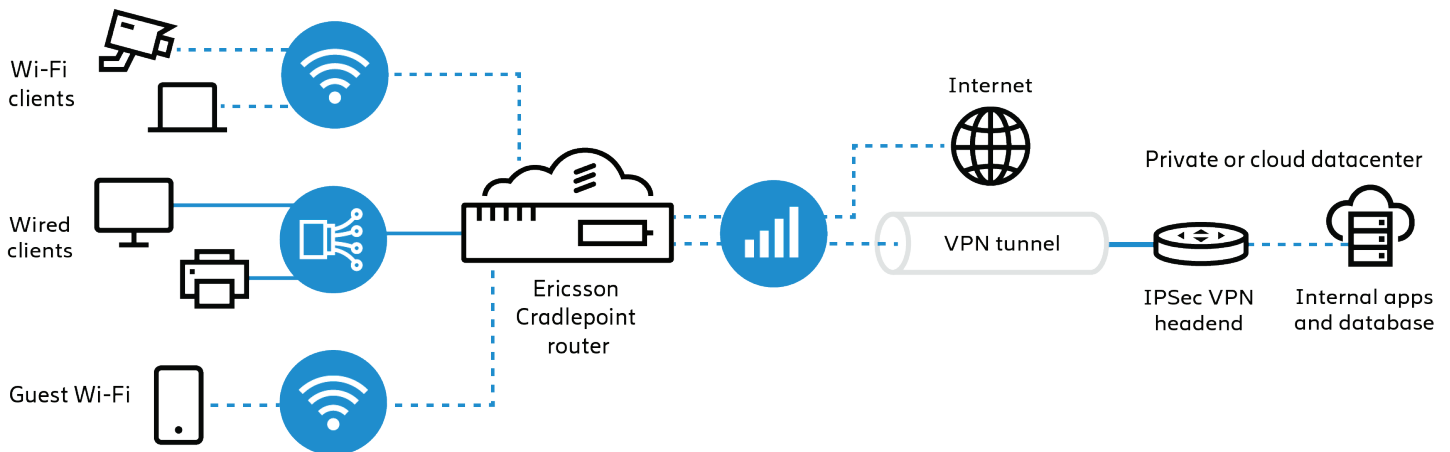 Wi-Fi
clients
Wired
clients
Guest Wi-Fi
Ericsson
Cradlepoint
router
Internet
VPN tunnel
Private or cloud datacenter
IPSec VPN
headend
Internal apps
and database